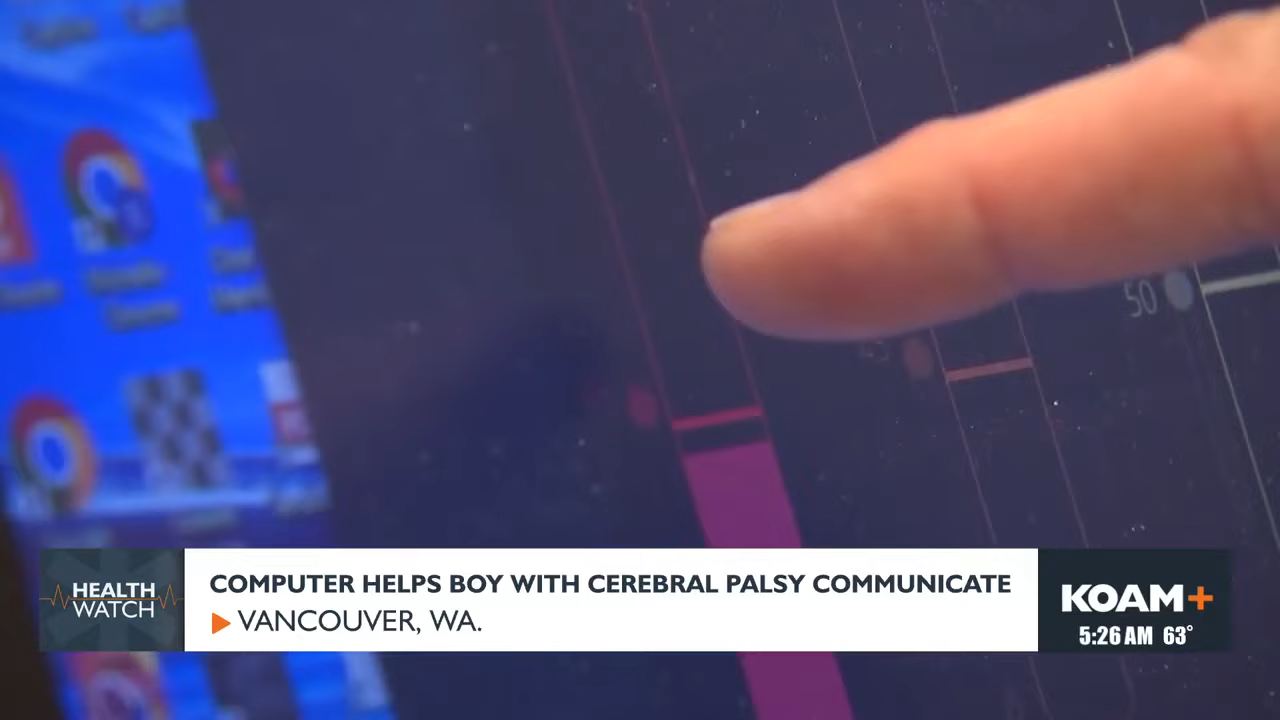 50
HEALTH
WATCH
COMPUTER HELPS BOY WITH CEREBRAL PALSY COMMUNICATE
VANCOUVER, WA.
KOAM+
5:26 AM 63°